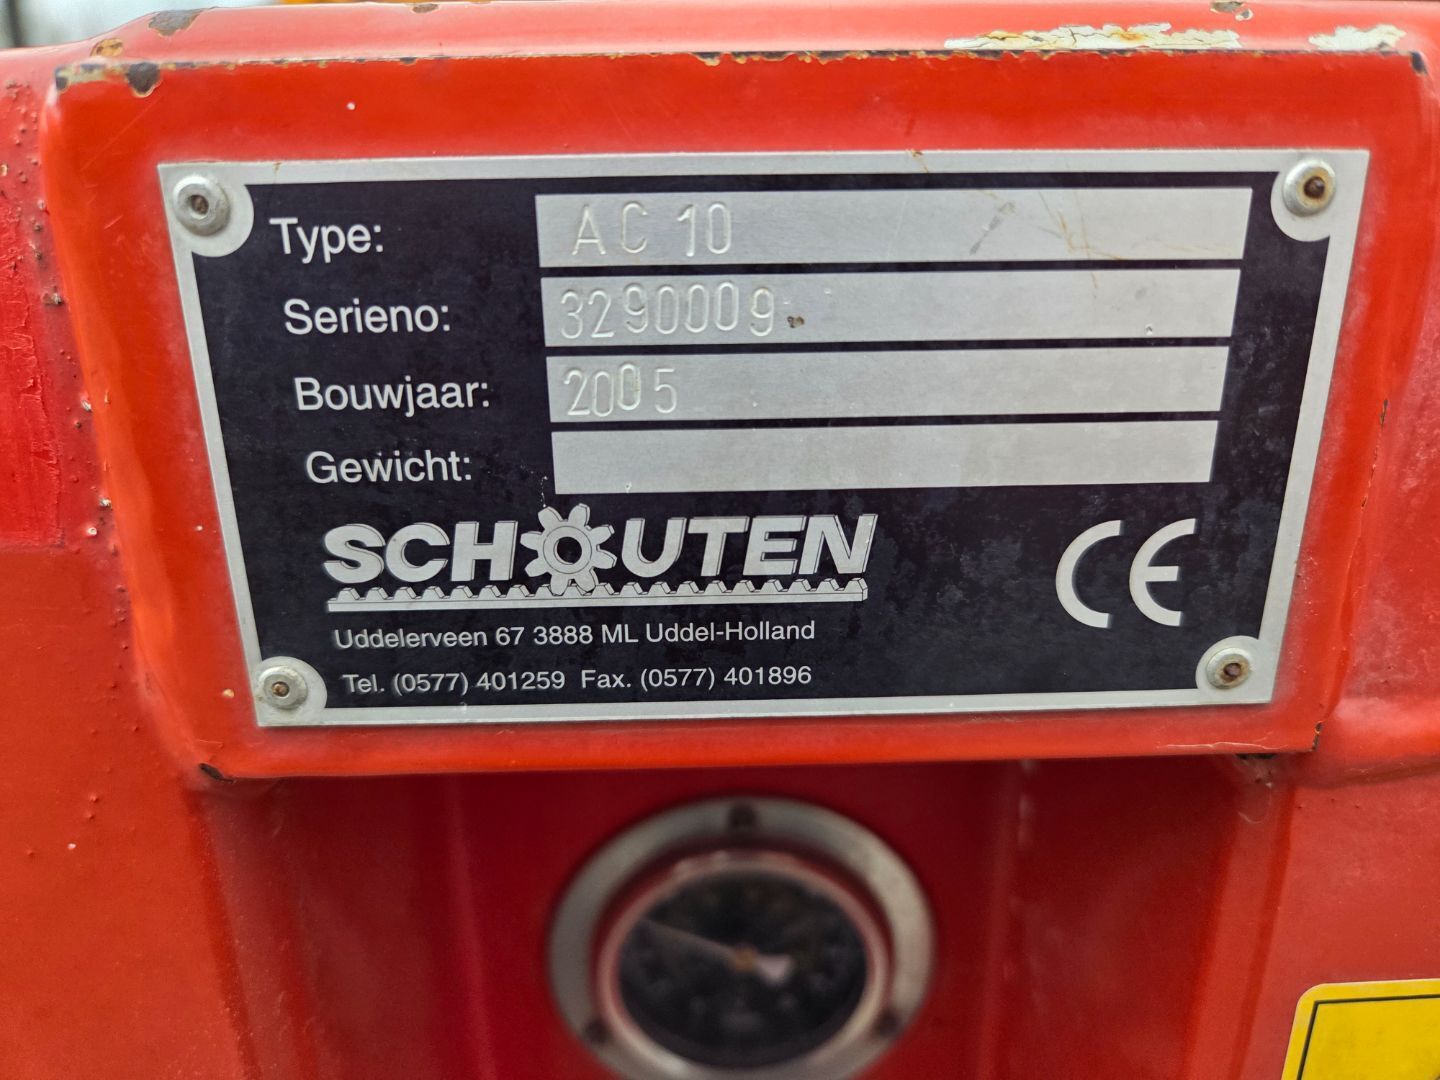 Type: AC 10
Serieno: 3290009
Bouwjaar: 2005
Gewicht:
SCHOUTEN
CE
Uddelerveen 67 3888 ML Uddel-Holland
Tel. (0577) 401259 Fax. (0577) 401896